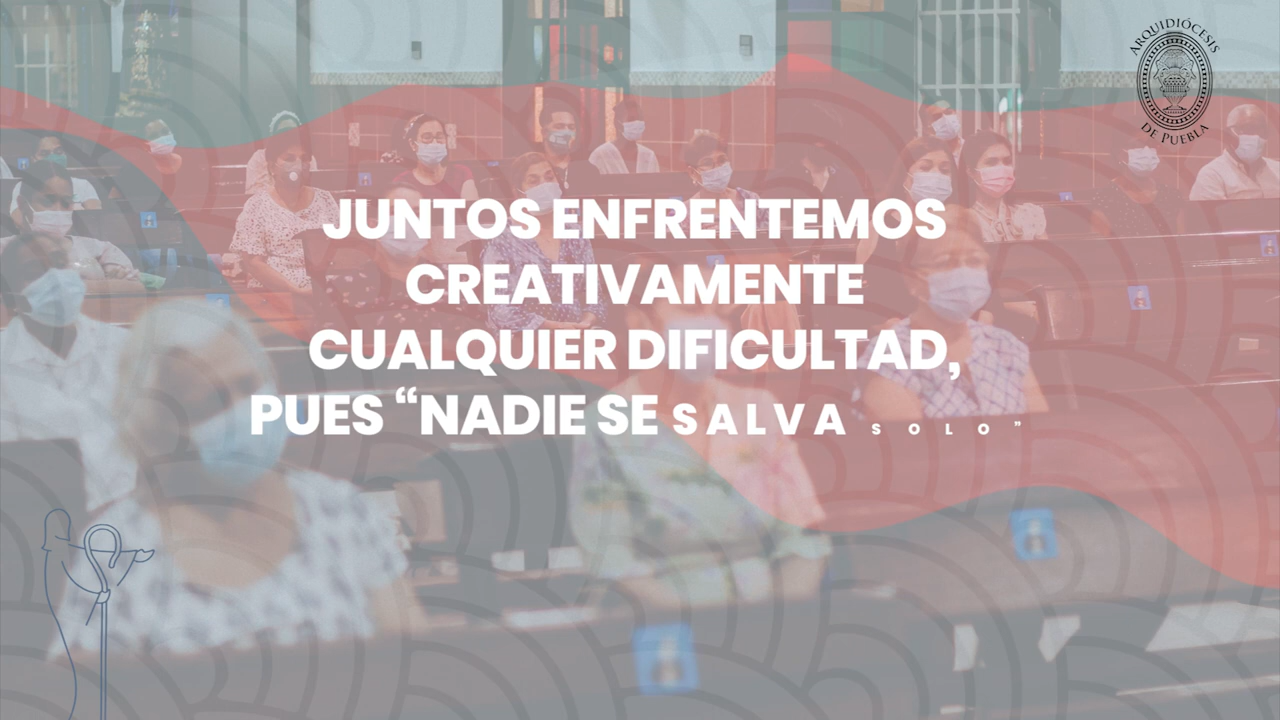 ARQUIDIÓCESIS
DE PUEBLA
JUNTOS ENFRENTEMOS
CREATIVAMENTE
CUALQUIER DIFICULTAD,
PUES “NADIE SE SALVA SOLO”